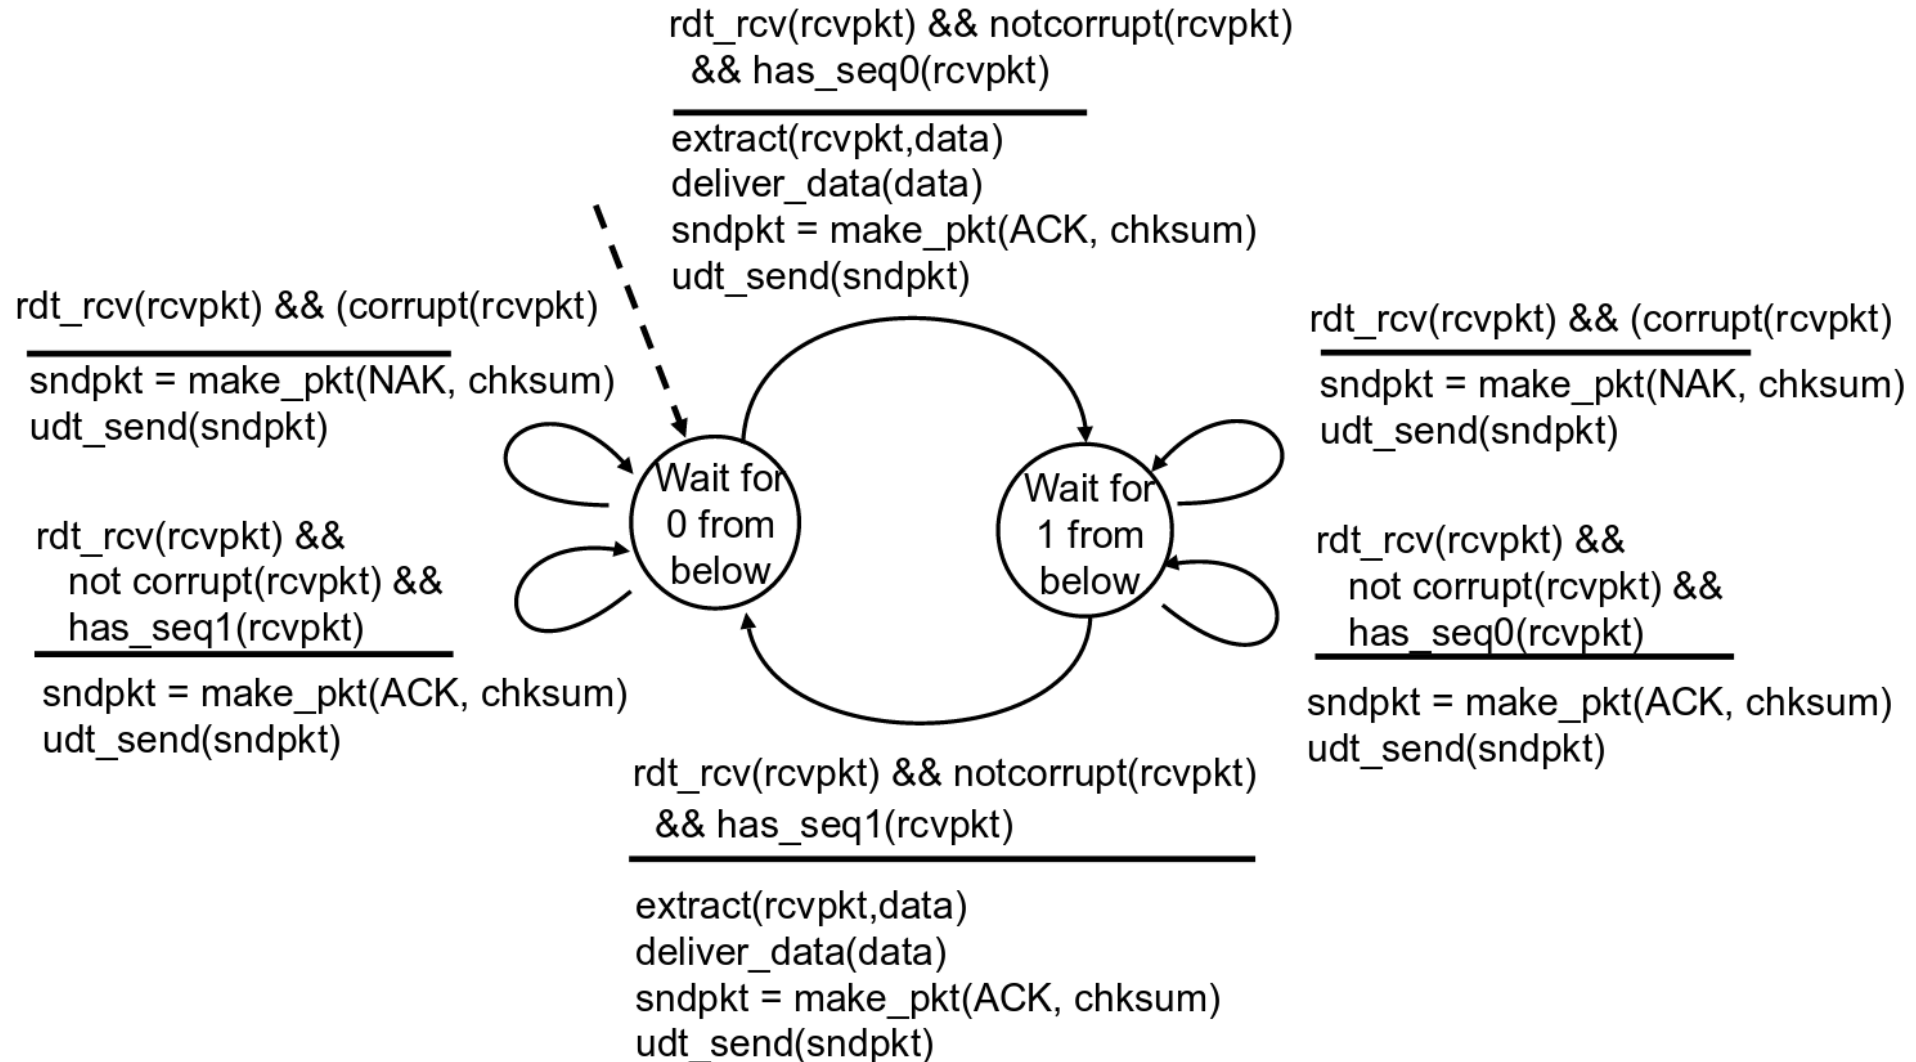 rdt_rcv(rcvpkt) && notcorrupt(rcvpkt)
&& has_seq0(rcvpkt)
extract(rcvpkt,data)
deliver_data(data)
sndpkt = make_pkt(ACK, chksum)
udt_send(sndpkt)
rdt_rcv(rcvpkt) && (corrupt(rcvpkt)
sndpkt = make_pkt(NAK, chksum)
udt_send(sndpkt)
rdt_rcv(rcvpkt) &&
not corrupt(rcvpkt) &&
has_seq1(rcvpkt)
sndpkt = make_pkt(ACK, chksum)
udt_send(sndpkt)
Wait for
0 from
below
Wait for
1 from
below
rdt_rcv(rcvpkt) && (corrupt(rcvpkt)
sndpkt = make_pkt(NAK, chksum)
udt_send(sndpkt)
rdt_rcv(rcvpkt) &&
not corrupt(rcvpkt) &&
has_seq0(rcvpkt)
sndpkt = make_pkt(ACK, chksum)
udt_send(sndpkt)
rdt_rcv(rcvpkt) && notcorrupt(rcvpkt)
&& has_seq1(rcvpkt)
extract(rcvpkt,data)
deliver_data(data)
sndpkt = make_pkt(ACK, chksum)
udt_send(sndpkt)